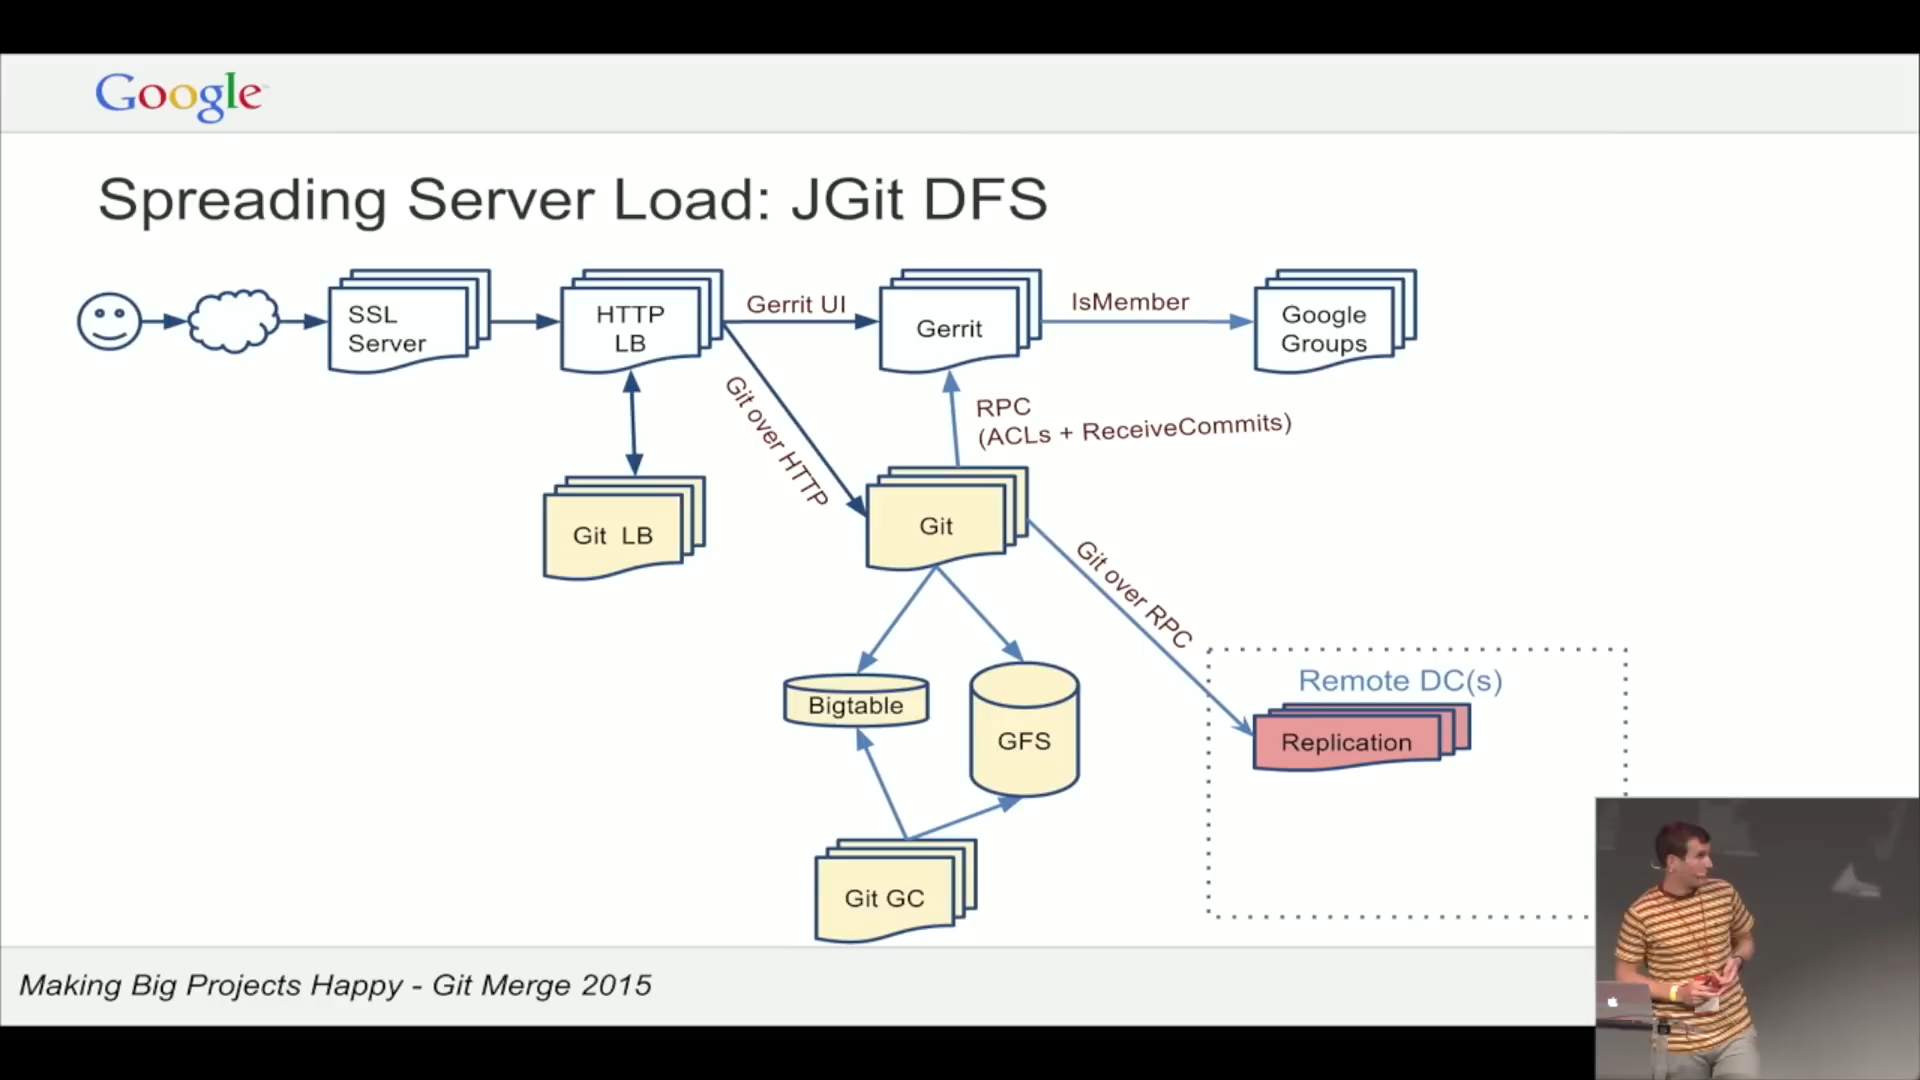 Google
Spreading Server Load: JGit DFS
SSL
Server
HTTP
LB
Gerrit UI
Gerrit
IsMember
Google
Groups
Git over HTTP
RPC
(ACLs + ReceiveCommits)
Git LB
Git
Git over RPC
Bigtable
GFS
Remote DC(s)
Replication
Git GC
Making Big Projects Happy - Git Merge 2015